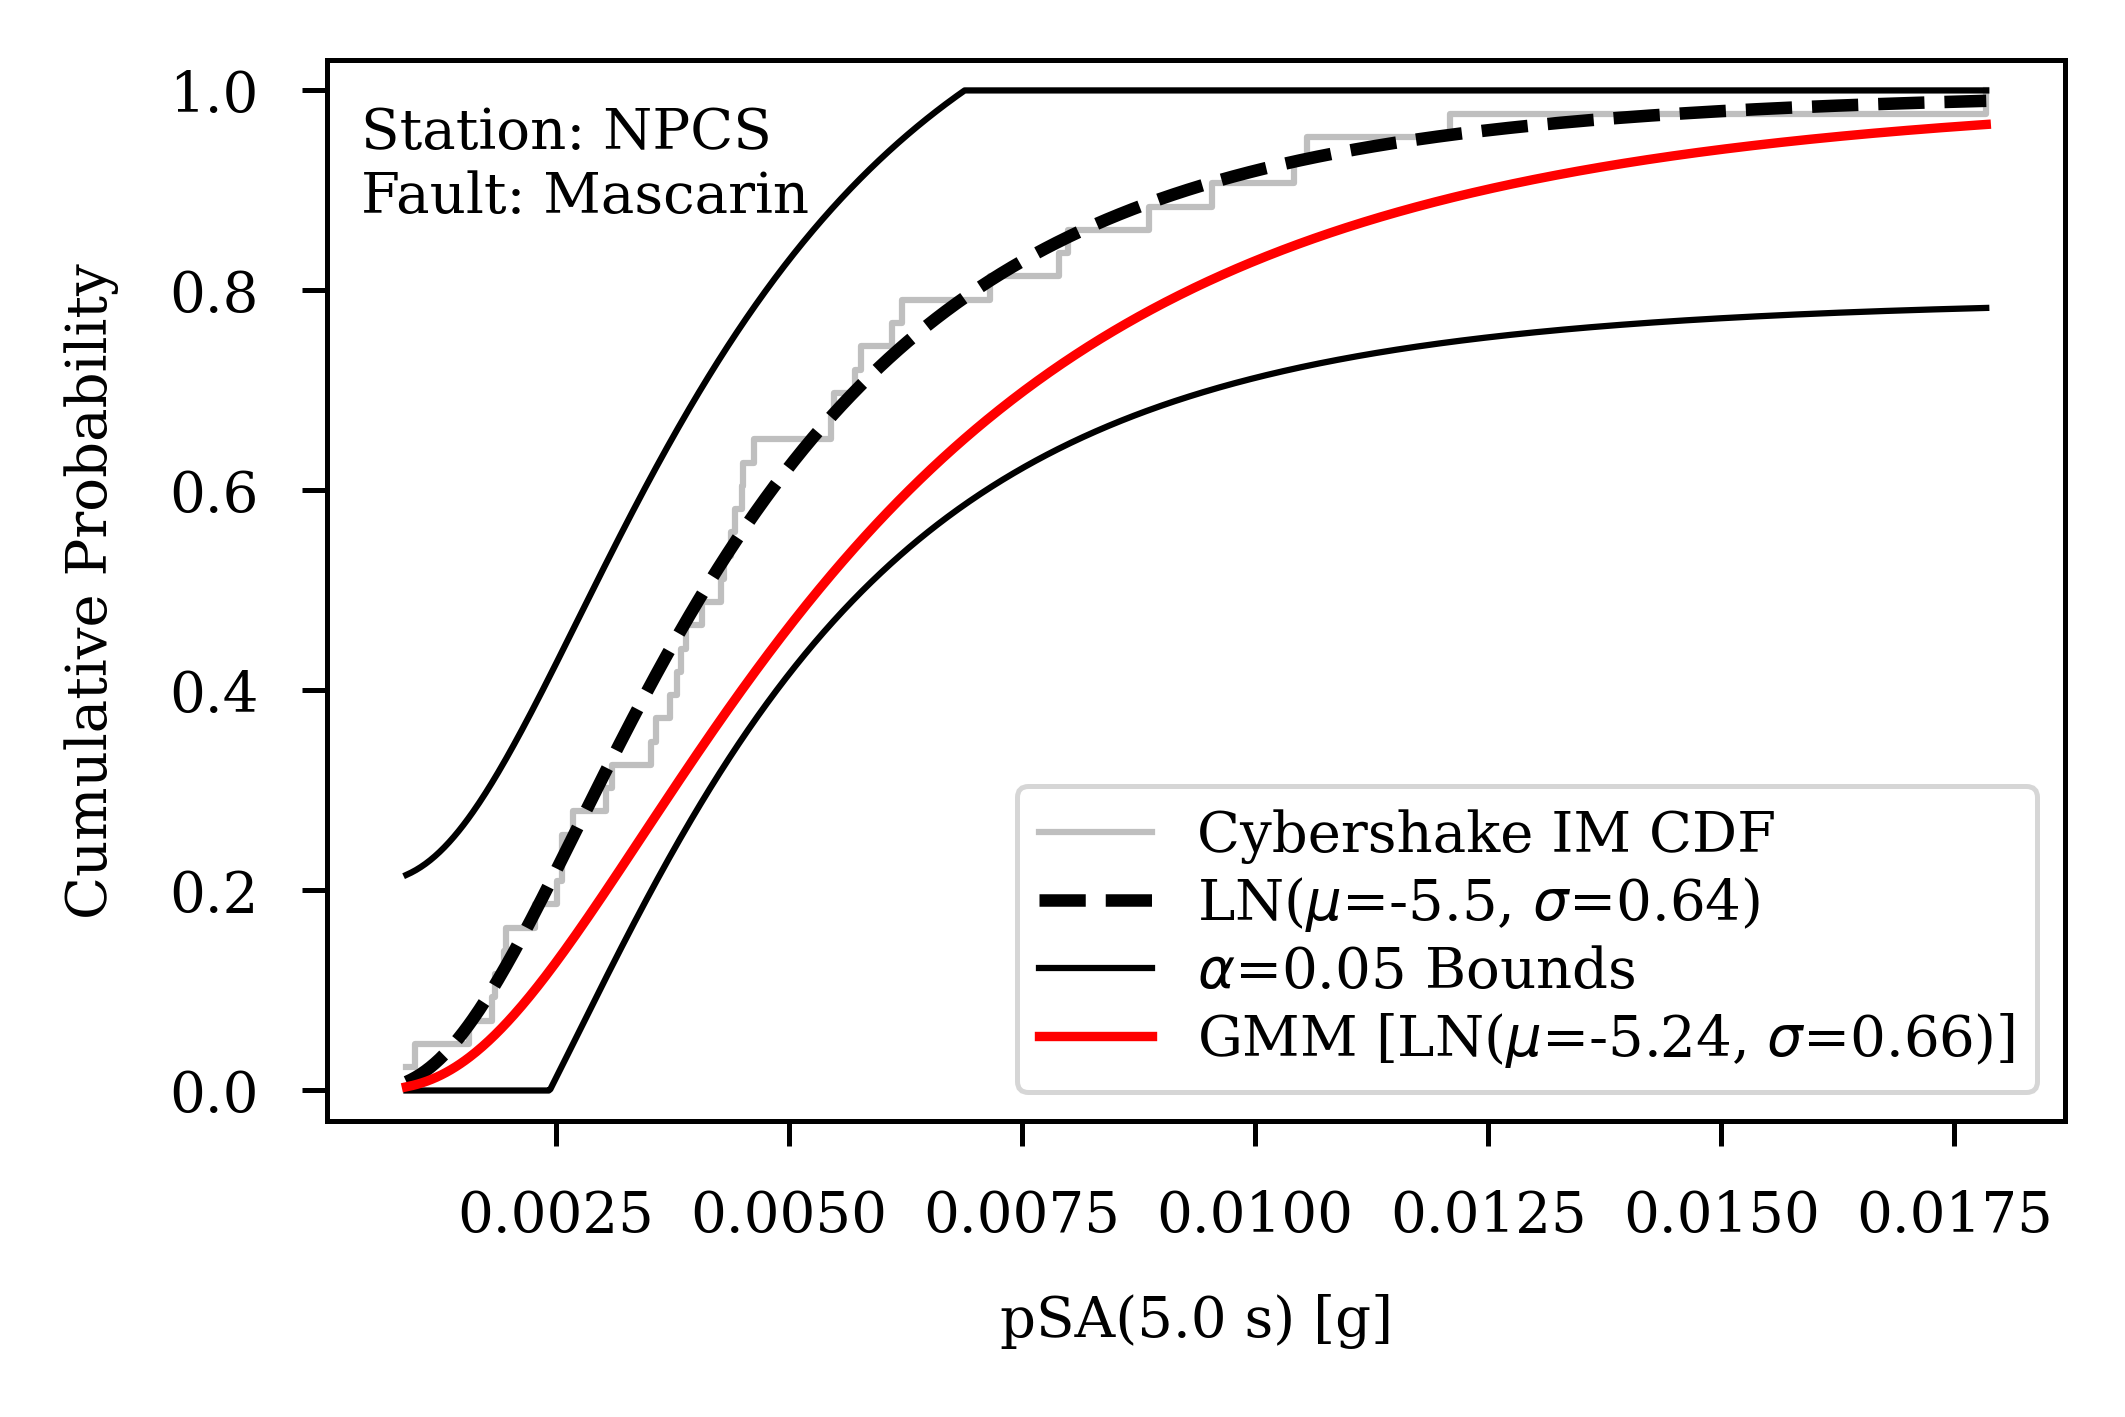 1.0
0.8
0.6
0.4
0.2
0.0
Cumulative Probability
Station: NPCS
Fault: Mascarin
Cybershake IM CDF
LN(μ=-5.5, σ=0.64)
α=0.05 Bounds
GMM [LN(μ=-5.24, σ=0.66)]
0.0025 0.0050 0.0075 0.0100 0.0125 0.0150 0.0175
pSA(5.0 s) [g]